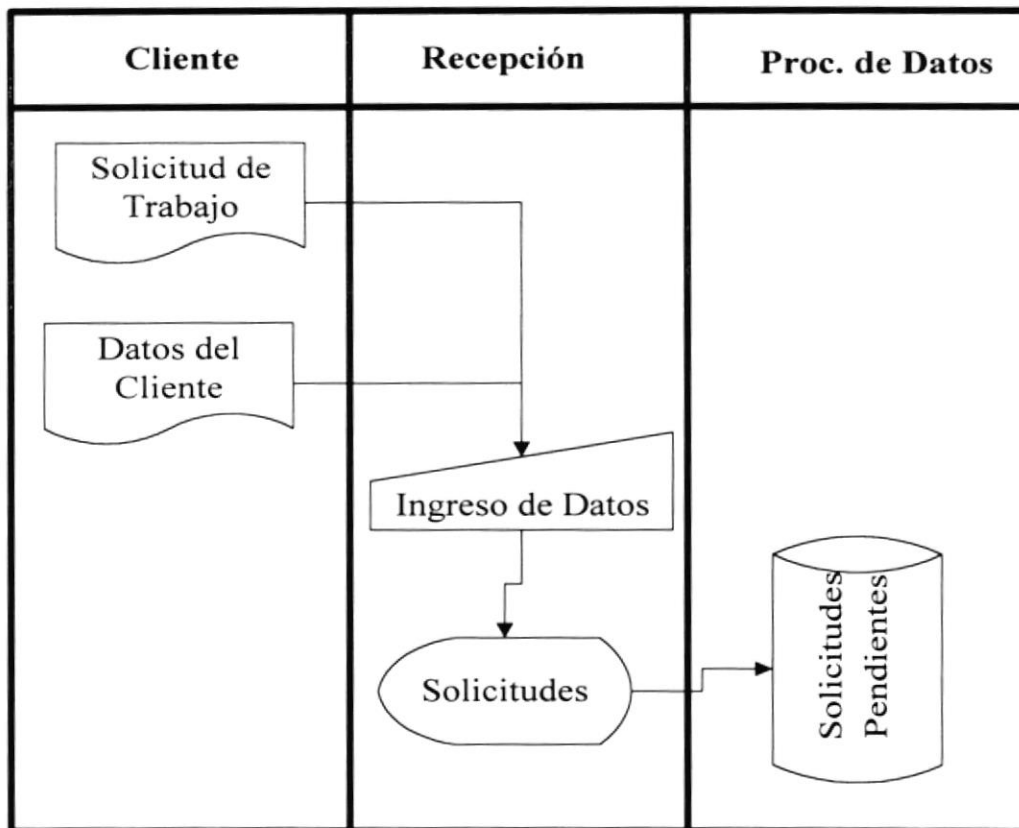 Cliente
Recepción
Proc. de Datos
Solicitud de
Trabajo
Datos del
Cliente
Ingreso de Datos
Solicitudes
Solicitudes
Pendientes